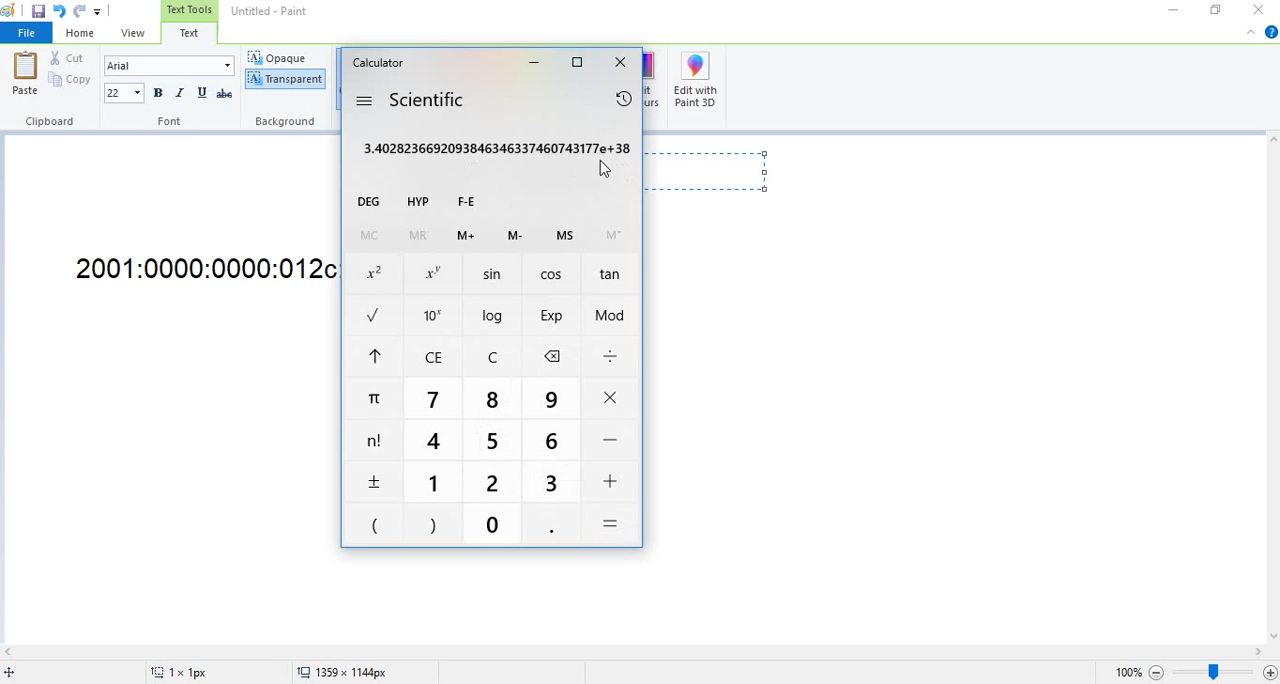 Text Tools
Untitled - Paint
File
Home
View
Text
Paste
Cut
Copy
Clipboard
Arial
22
B I U abc
Font
Opaque
Transparent
Background
Edit with
Paint 3D
Calculator
Scientific
3.4028236692093846346337460743177e+38
DEG HYP F-E
MC MR M+ M- MS M˅
x² xʸ sin cos tan
√ 10ˣ log Exp Mod
↑ CE C ÷
π 7 8 9 ×
n! 4 5 6 −
± 1 2 3 +
( ) 0 . =
2001:0000:0000:012c:
1 × 1px
1359 × 1144px
100%